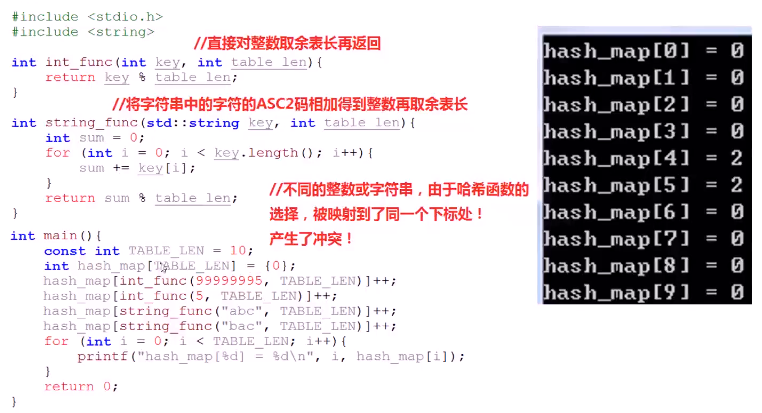 #include <stdio.h>
#include <string>
//直接对整数取余表长再返回
int int_func(int key, int table_len){
return key % table_len;
}
//将字符串中的字符的ASC2码相加得到整数再取余表长
int string_func(std::string key, int table_len){
int sum = 0;
for (int i = 0; i < key.length(); i++){
sum += key[i];
}
return sum % table_len;
}
//不同的整数或字符串，由于哈希函数的
选择，被映射到了同一个下标处！
产生了冲突！
int main(){
const int TABLE_LEN = 10;
int hash_map[TABLE_LEN] = {0};
hash_map[int_func(99999995, TABLE_LEN)]++;
hash_map[int_func(5, TABLE_LEN)]++;
hash_map[string_func("abc", TABLE_LEN)]++;
hash_map[string_func("bac", TABLE_LEN)]++;
for (int i = 0; i < TABLE_LEN; i++){
printf("hash_map[%d] = %d\n", i, hash_map[i]);
}
return 0;
}
hash_map[0] = 0
hash_map[1] = 0
hash_map[2] = 0
hash_map[3] = 0
hash_map[4] = 2
hash_map[5] = 2
hash_map[6] = 0
hash_map[7] = 0
hash_map[8] = 0
hash_map[9] = 0